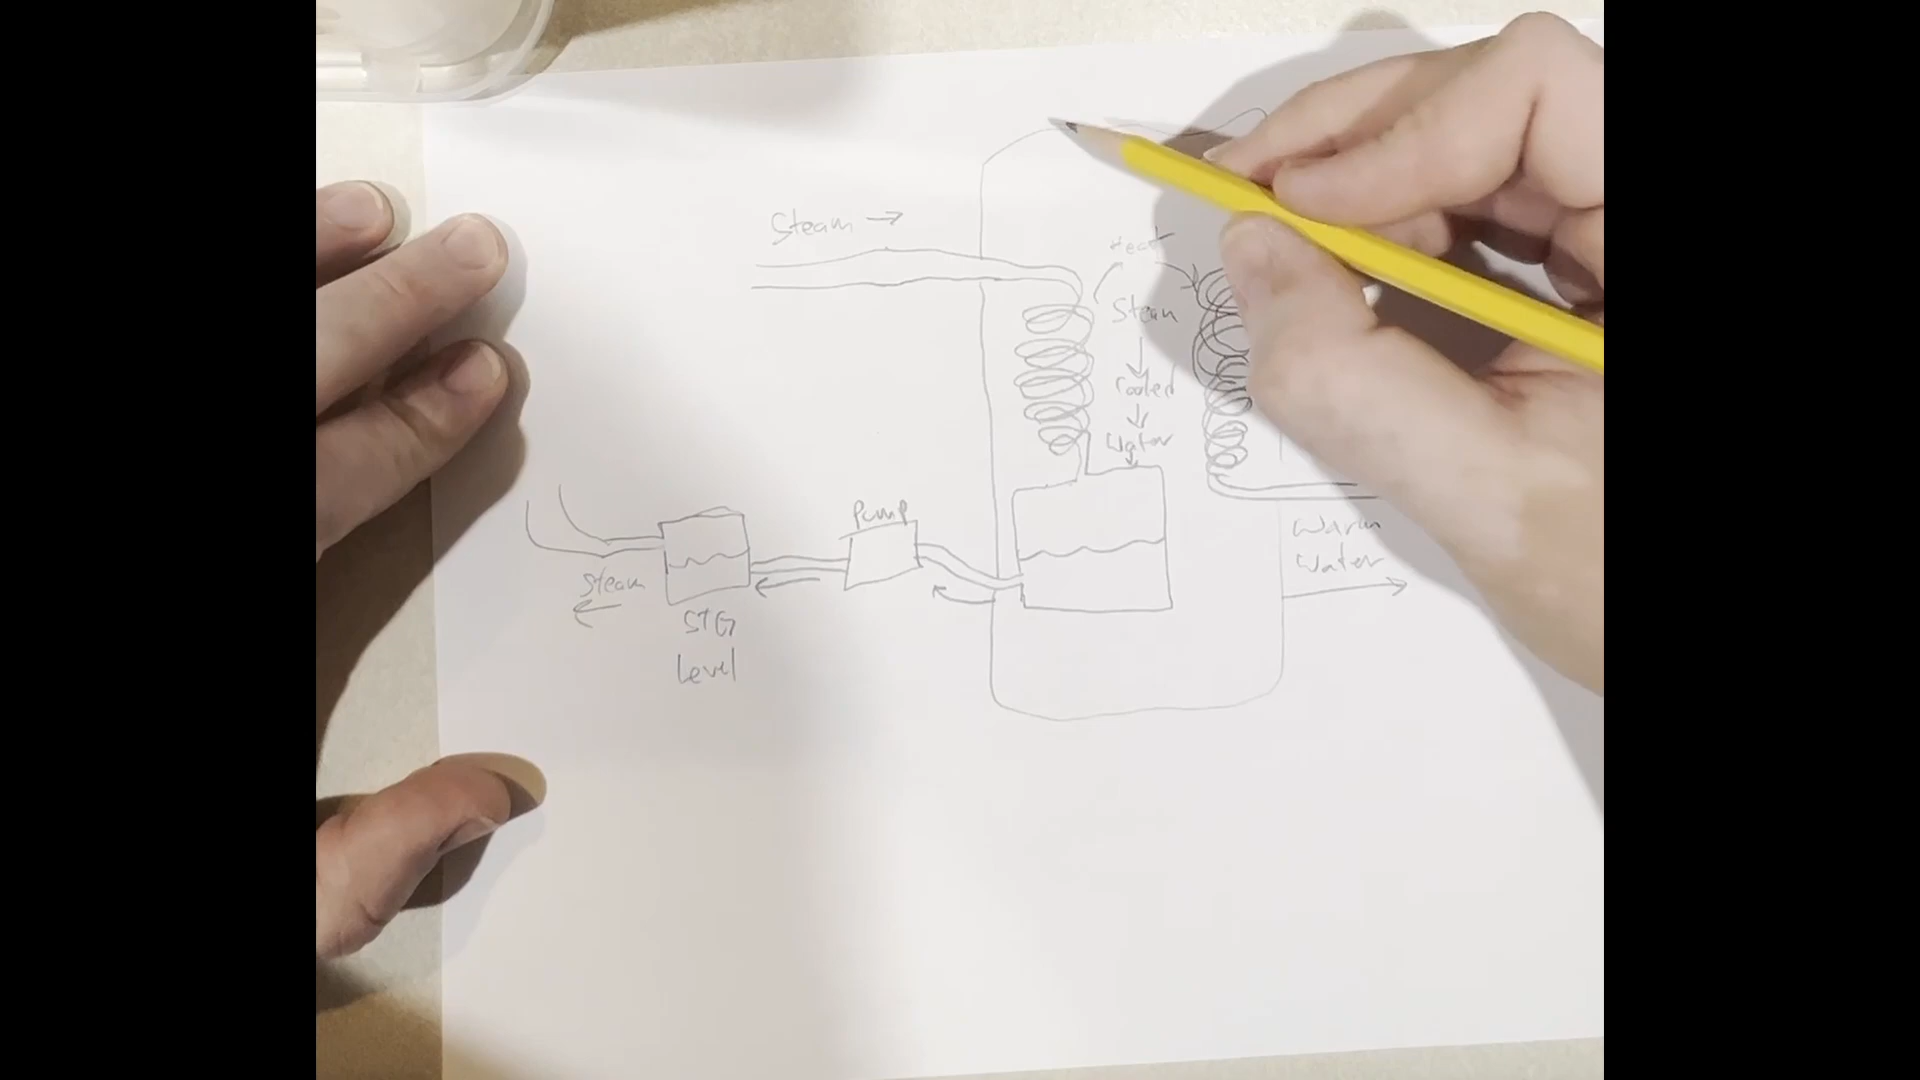 Steam →
Heat
Steam
↓
Cooled
↓
Water
Pump
Steam
←
STG
Level
Warm
Water
→